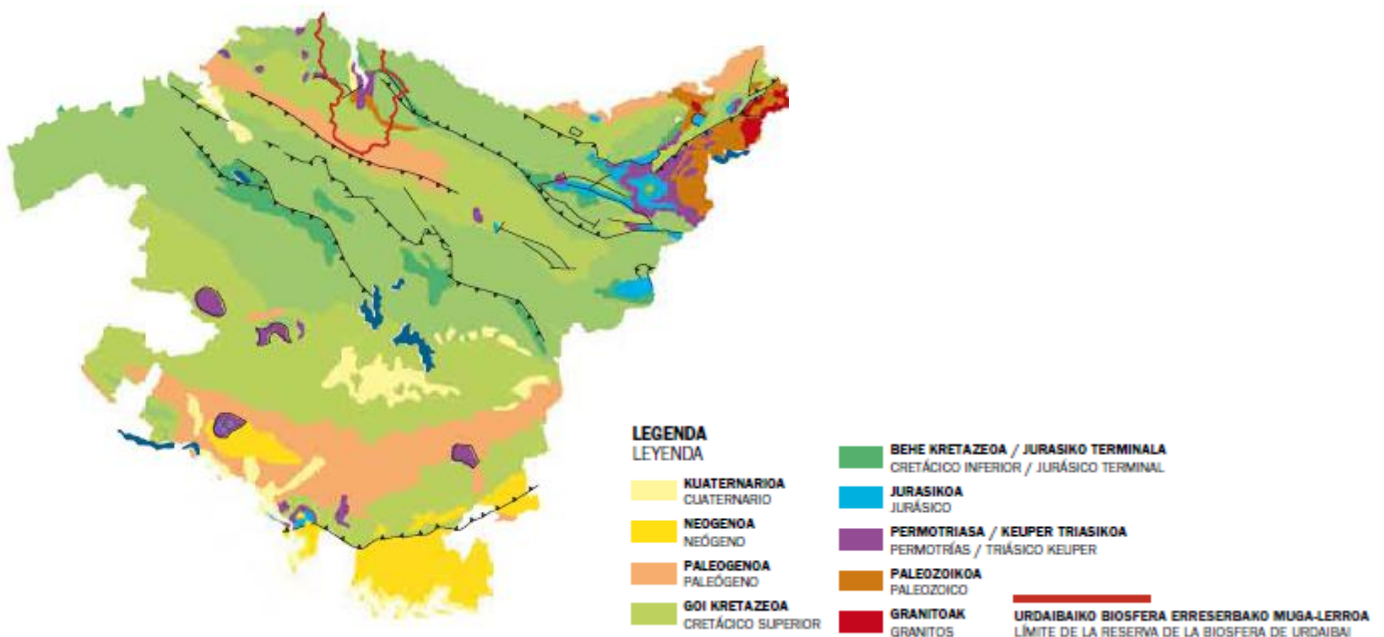 LEGENDA
LEYENDA
KUATERNARIOA
CUATERNARIO
NEOGENOA
NEÓGENO
PALEOGENOA
PALEÓGENO
GOI KRETAZEOA
CRETÁCICO SUPERIOR
BEHE KRETAZEOA / JURASIKO TERMINALA
CRETÁCICO INFERIOR / JURÁSICO TERMINAL
JURASIKOA
JURÁSICO
PERMOTRIASA / KEUPER TRIASIKOA
PERMOTRÍAS / TRIÁSICO KEUPER
PALEOZOIKOA
PALEOZOICO
GRANITOAK
GRANITOS
URDAIBAIKO BIOSFERA ERRESERBAKO MUGA-LERROA
LÍMITE DE LA RESERVA DE LA BIOSFERA DE URDAIBAI